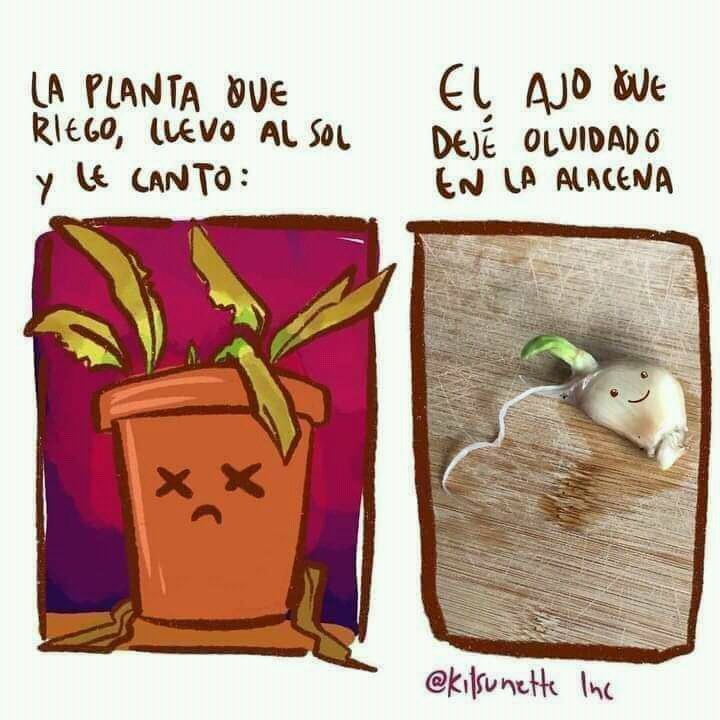 LA PLANTA QUE
RIEGO, LLEVO AL SOL
Y LE CANTO:
EL AJO QUE
DEJÉ OLVIDADO
EN LA ALACENA
@kitsunette Inc